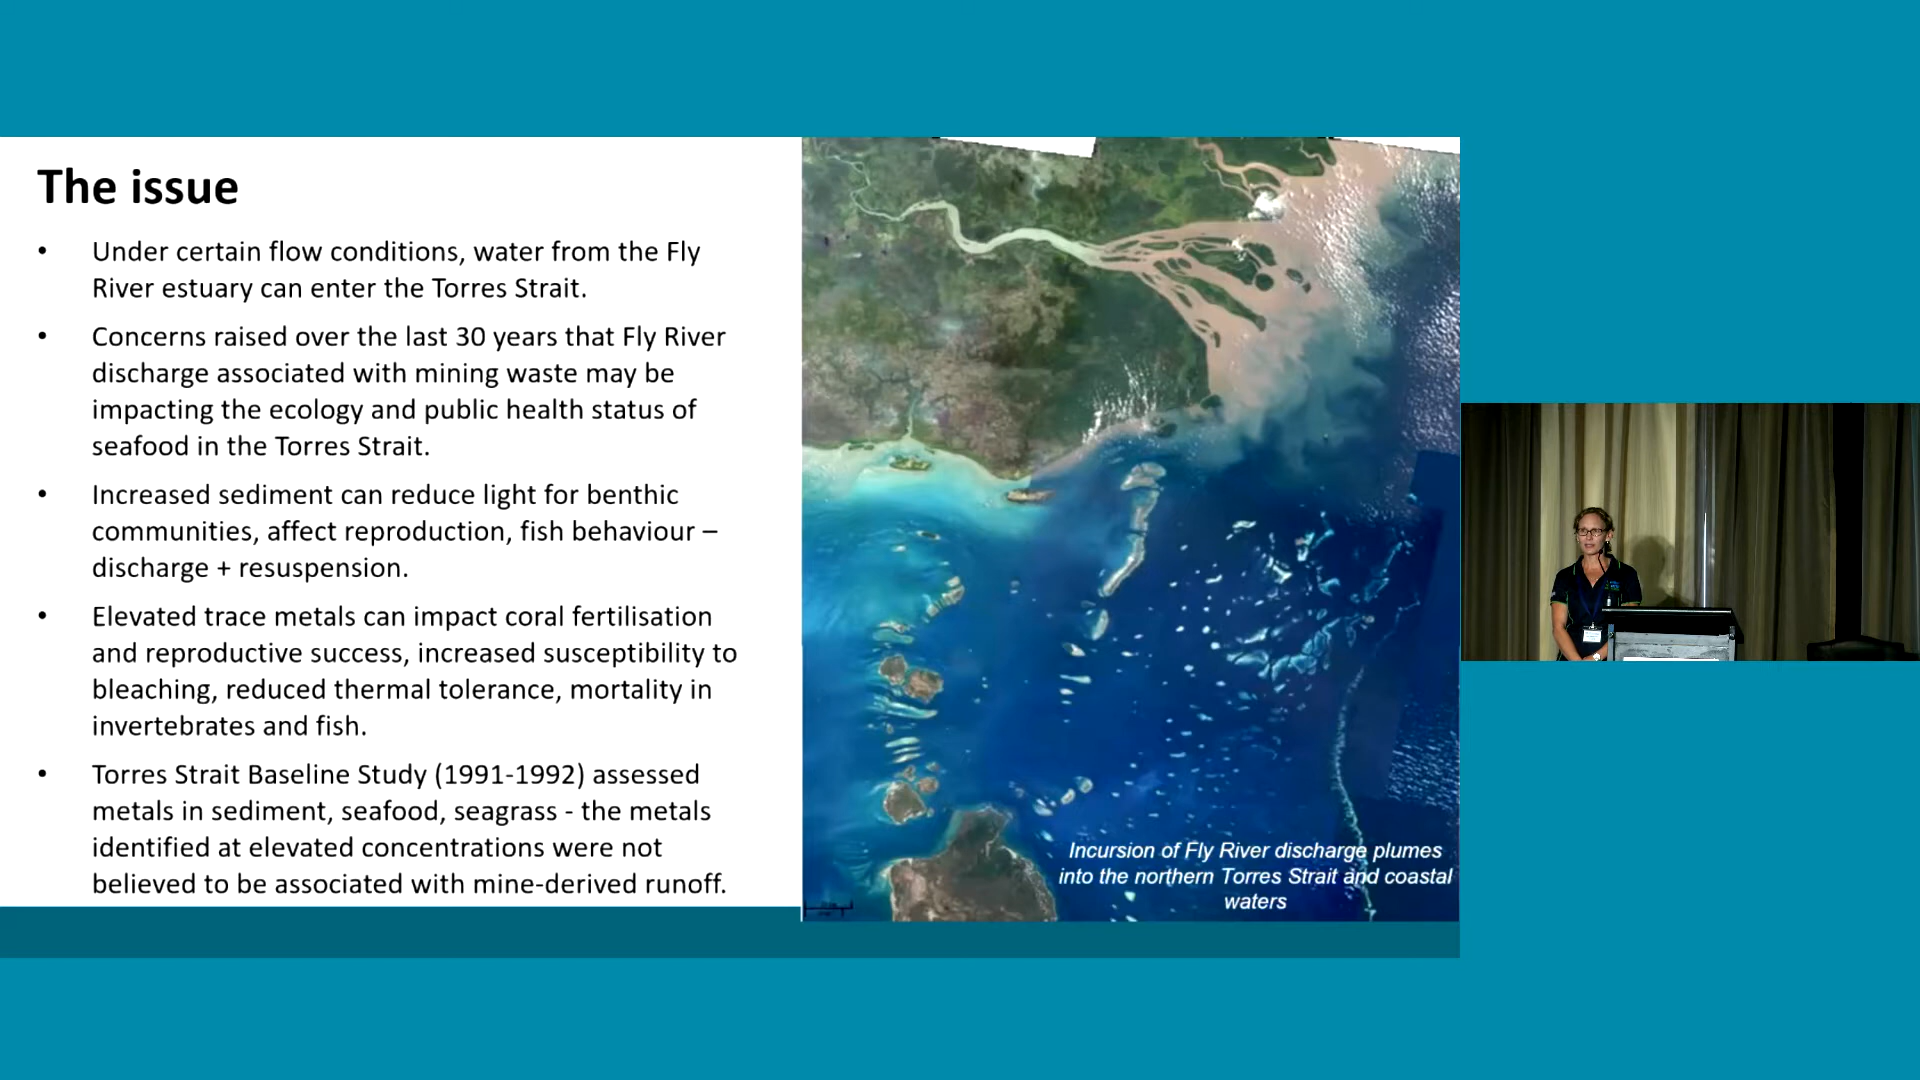 The issue
• Under certain flow conditions, water from the Fly
River estuary can enter the Torres Strait.
• Concerns raised over the last 30 years that Fly River
discharge associated with mining waste may be
impacting the ecology and public health status of
seafood in the Torres Strait.
• Increased sediment can reduce light for benthic
communities, affect reproduction, fish behaviour –
discharge + resuspension.
• Elevated trace metals can impact coral fertilisation
and reproductive success, increased susceptibility to
bleaching, reduced thermal tolerance, mortality in
invertebrates and fish.
• Torres Strait Baseline Study (1991-1992) assessed
metals in sediment, seafood, seagrass - the metals
identified at elevated concentrations were not
believed to be associated with mine-derived runoff.
Incursion of Fly River discharge plumes
into the northern Torres Strait and coastal
waters